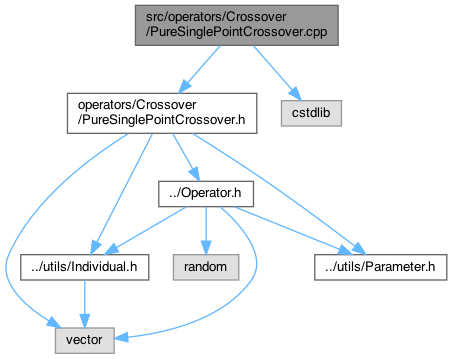 src/operators/Crossover
/PureSinglePointCrossover.cpp
operators/Crossover
/PureSinglePointCrossover.h
cstdlib
../Operator.h
../utils/Individual.h
random
../utils/Parameter.h
vector